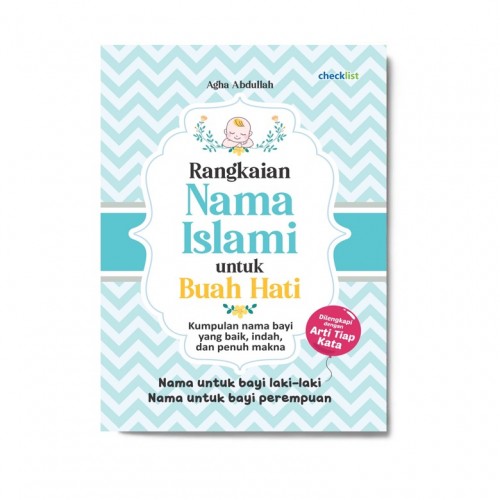 Agha Abdullah
checklist
Rangkaian
Nama
Islami
untuk
Buah Hati
Kumpulan nama bayi
yang baik, indah,
dan penuh makna
Dilengkapi
dengan
Arti Tiap
Kata
Nama untuk bayi laki-laki
Nama untuk bayi perempuan